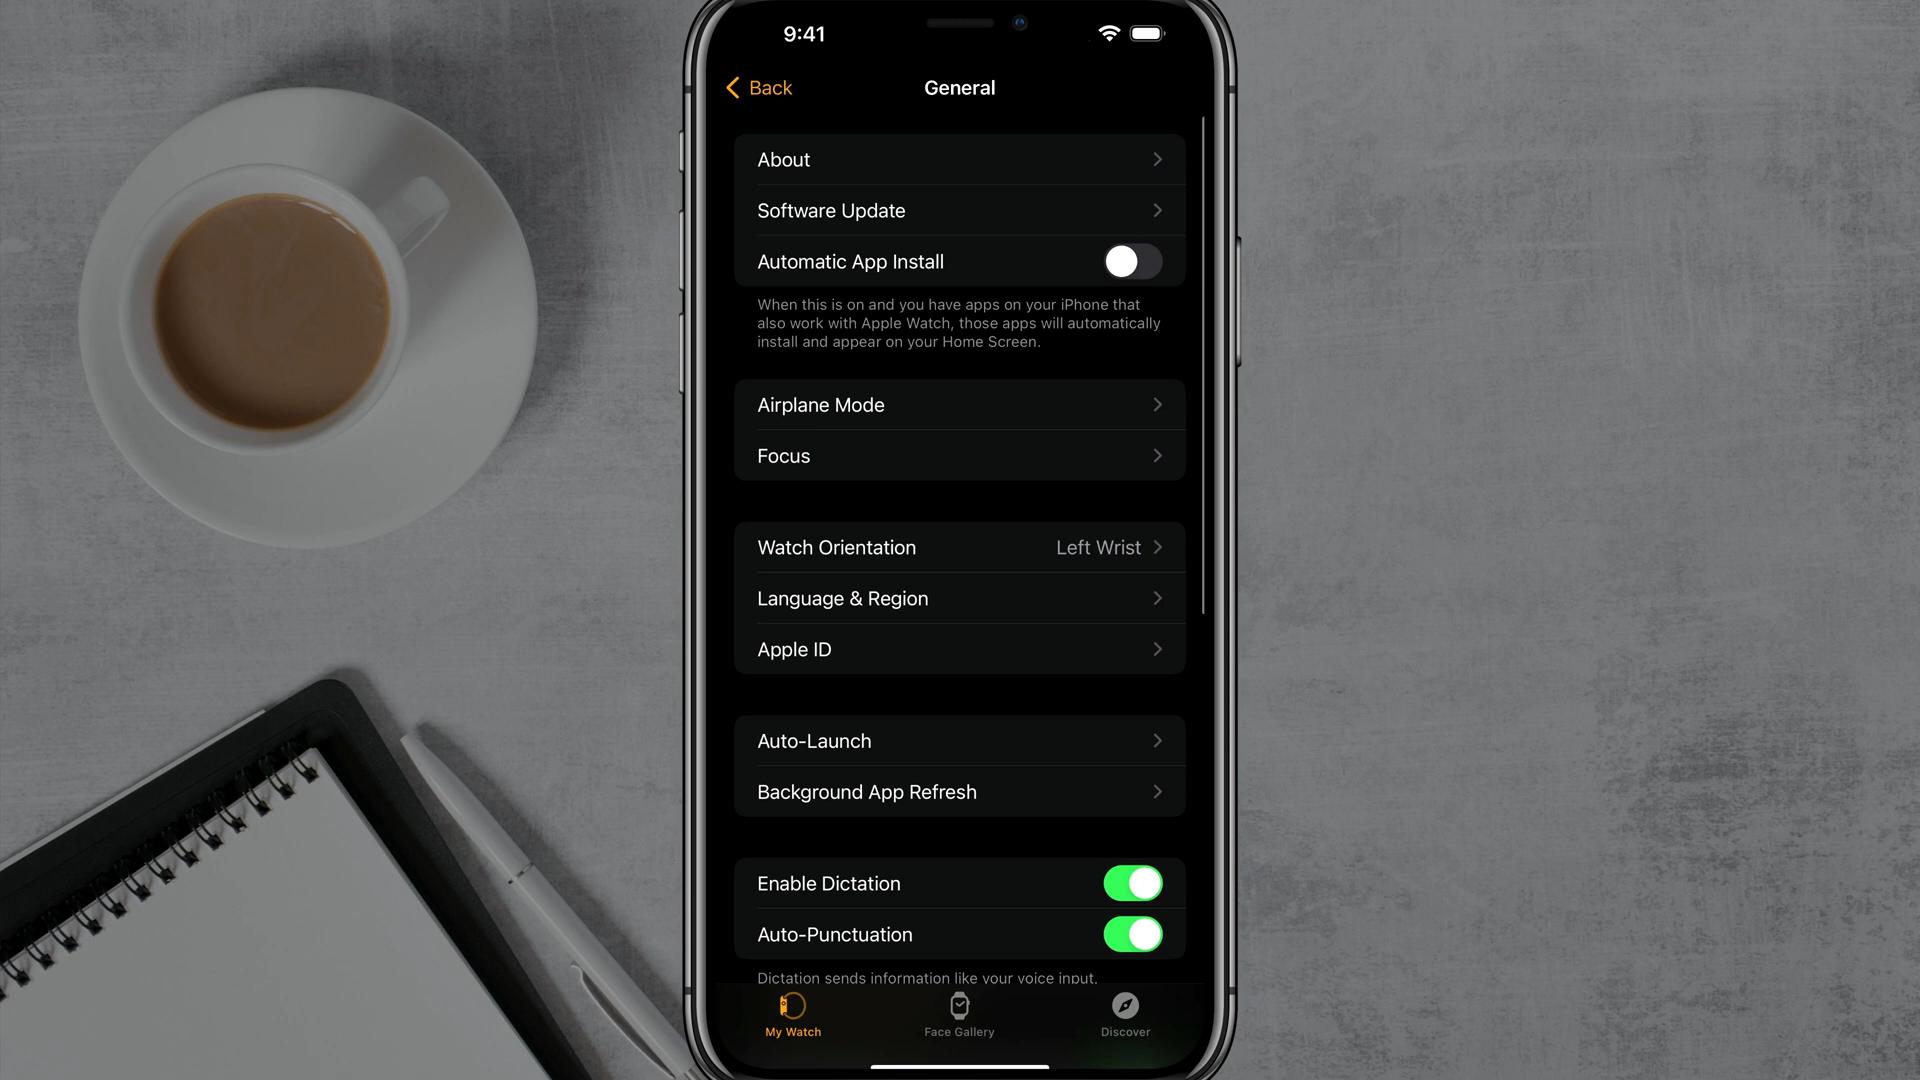 9:41
Back
General
About
Software Update
Automatic App Install
When this is on and you have apps on your iPhone that
also work with Apple Watch, those apps will automatically
install and appear on your Home Screen.
Airplane Mode
Focus
Watch Orientation Left Wrist
Language & Region
Apple ID
Auto-Launch
Background App Refresh
Enable Dictation
Auto-Punctuation
Dictation sends information like your voice input,
My Watch
Face Gallery
Discover